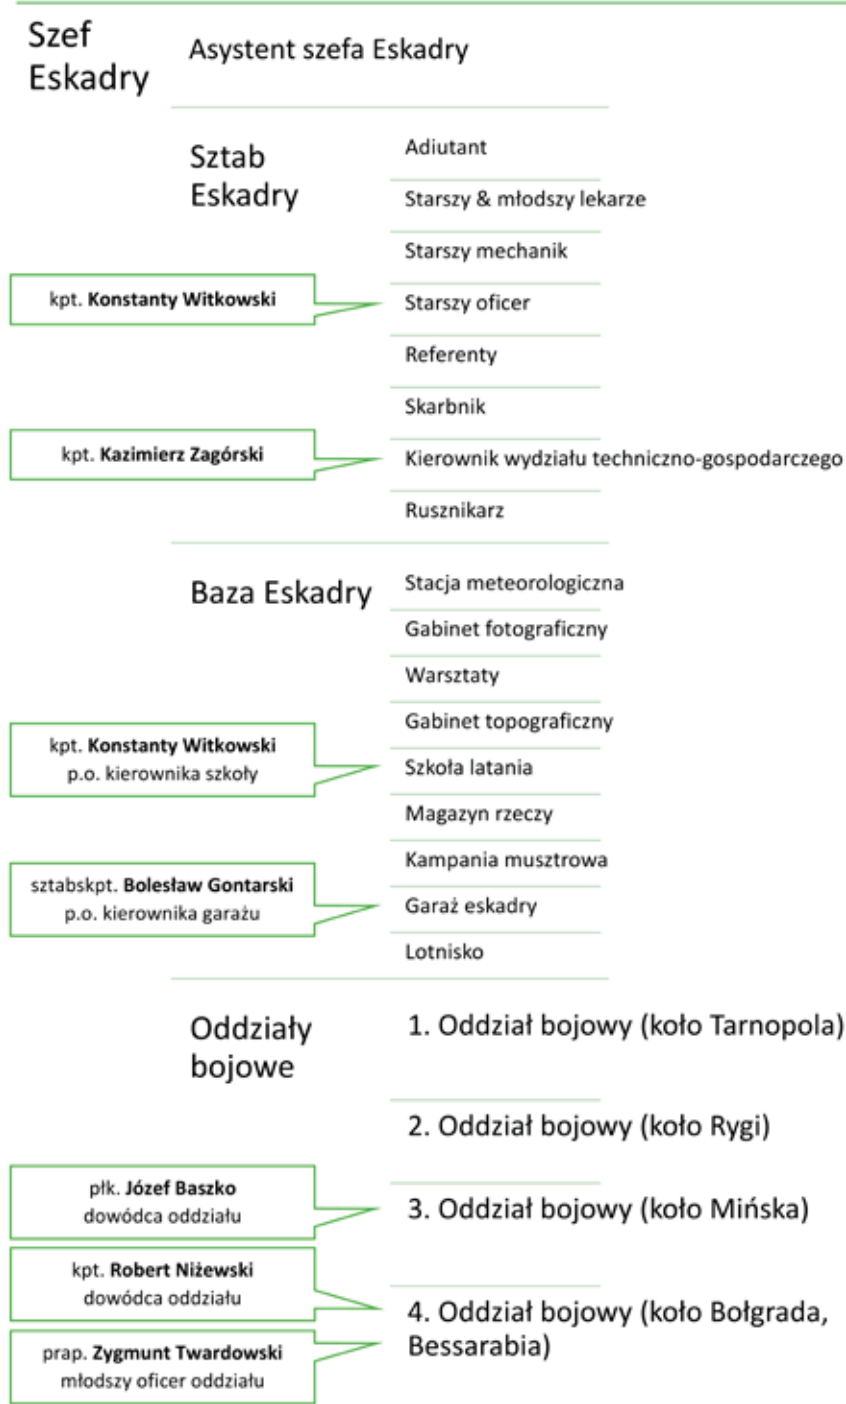 Szef
Eskadry
Asystent szefa Eskadry
Sztab
Eskadry
Adiutant
Starszy & młodszy lekarze
Starszy mechanik
kpt. Konstanty Witkowski
Starszy oficer
Referenty
Skarbnik
kpt. Kazimierz Zagórski
Kierownik wydziału techniczno-gospodarczego
Rusznikarz
Baza Eskadry
Stacja meteorologiczna
Gabinet fotograficzny
Warsztaty
Gabinet topograficzny
kpt. Konstanty Witkowski
p.o. kierownika szkoły
Szkoła latania
Magazyn rzeczy
Kampania musztrowa
sztabskpt. Bolesław Gontarski
p.o. kierownika garażu
Garaż eskadry
Lotnisko
Oddziały
bojowe
1. Oddział bojowy (koło Tarnopola)
2. Oddział bojowy (koło Rygi)
płk. Józef Baszko
dowódca oddziału
3. Oddział bojowy (koło Mińska)
kpt. Robert Niżewski
dowódca oddziału
4. Oddział bojowy (koło Bołgrada,
Bessarabia)
prap. Zygmunt Twardowski
młodszy oficer oddziału